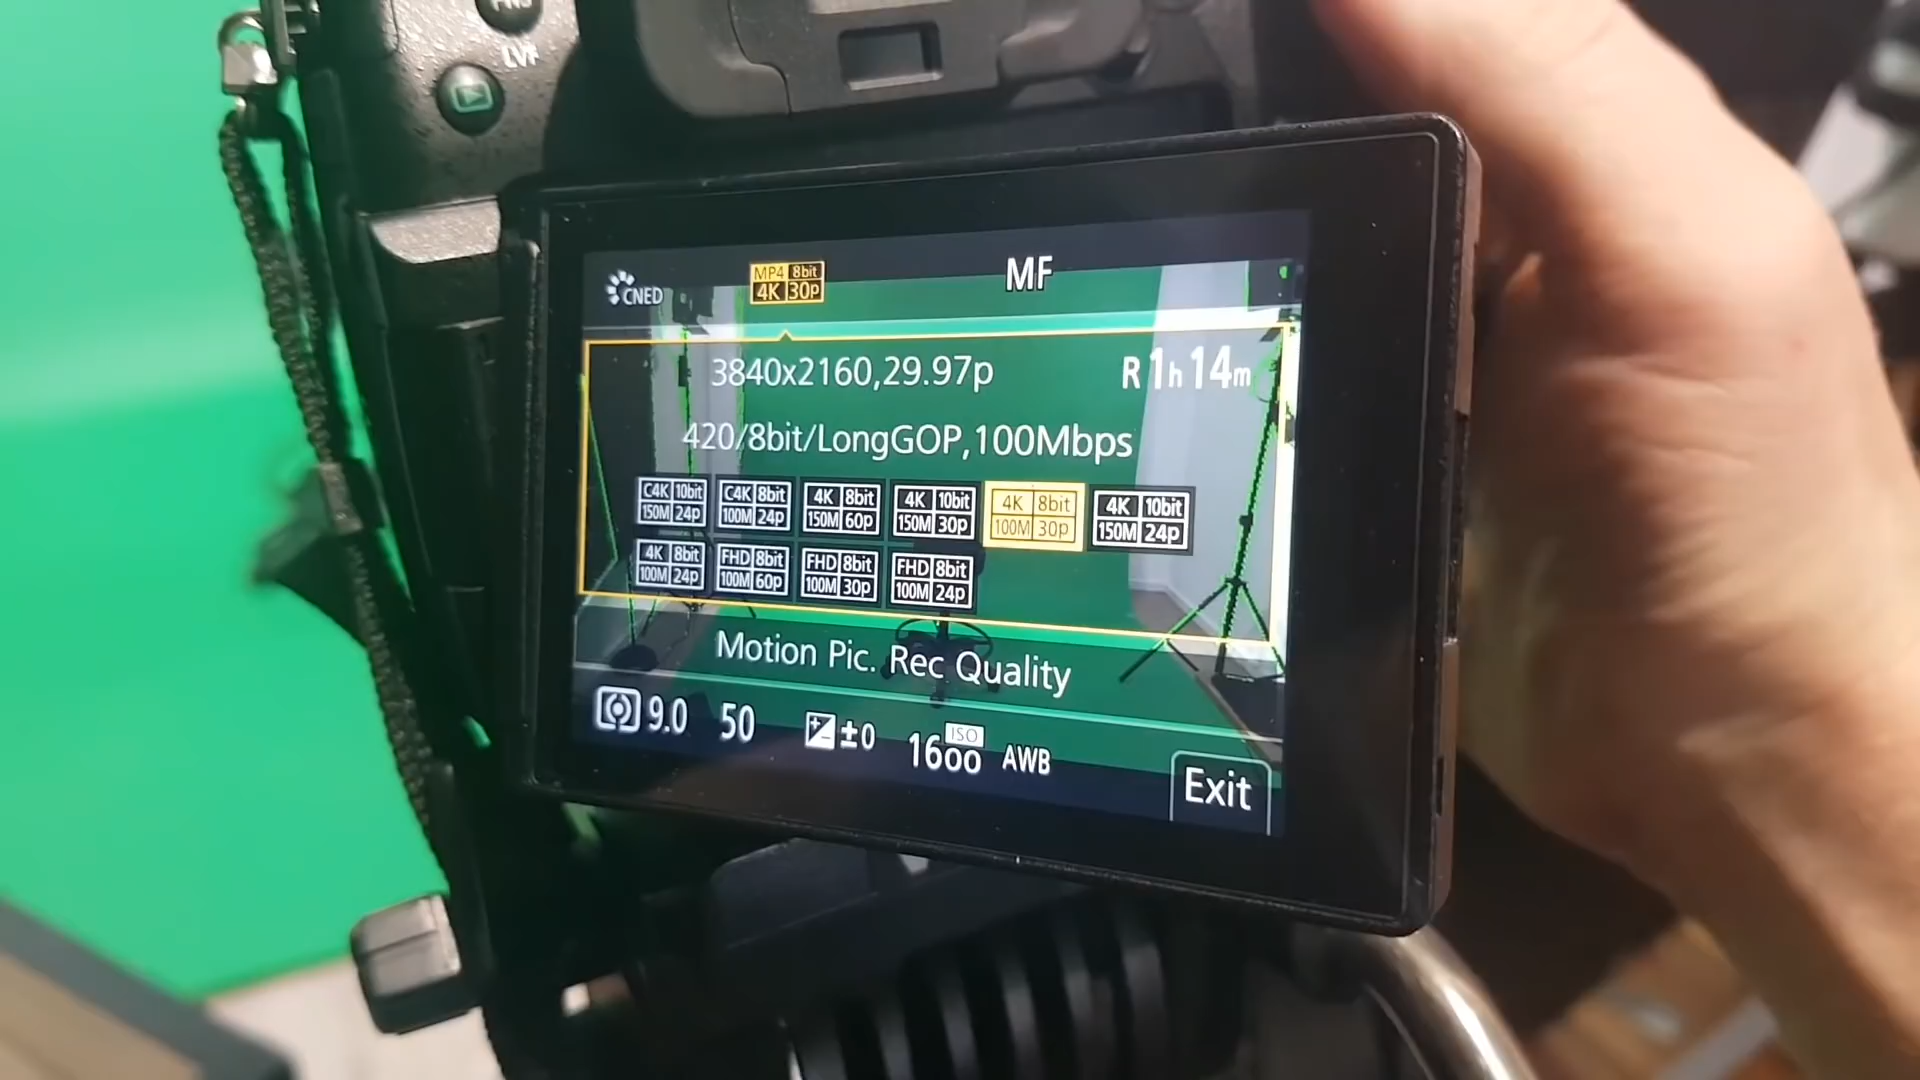 LVF
CNED
MP4 8bit
4K 30p
MF
3840x2160,29.97p
R 1h 14m
420/8bit/LongGOP,100Mbps
C4K 10bit 150M 24p
C4K 8bit 100M 24p
4K 8bit 150M 60p
4K 10bit 150M 30p
4K 8bit 100M 30p
4K 10bit 150M 24p
4K 8bit 100M 24p
FHD 8bit 100M 60p
FHD 8bit 100M 30p
FHD 8bit 100M 24p
Motion Pic. Rec Quality
9.0 50 ±0 ISO 1600 AWB
Exit